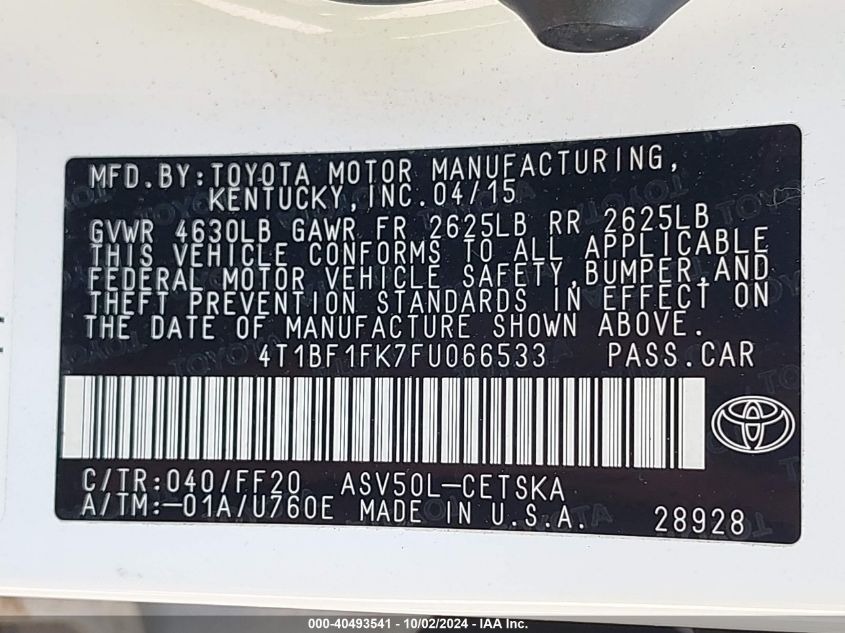 MFD.BY:TOYOTA MOTOR MANUFACTURING,
KENTUCKY,INC.04/15
GVWR 4630LB GAWR FR 2625LB RR 2625LB
THIS VEHICLE CONFORMS TO ALL APPLICABLE
FEDERAL MOTOR VEHICLE SAFETY,BUMPER,AND
THEFT PREVENTION STANDARDS IN EFFECT ON
THE DATE OF MANUFACTURE SHOWN ABOVE.
4T1BF1FK7FU066533 PASS.CAR
C/TR:040/FF20 ASV50L-CETSKA
A/TM:-01A/U760E MADE IN U.S.A. 28928
000-40493541 - 10/02/2024 - IAA Inc.